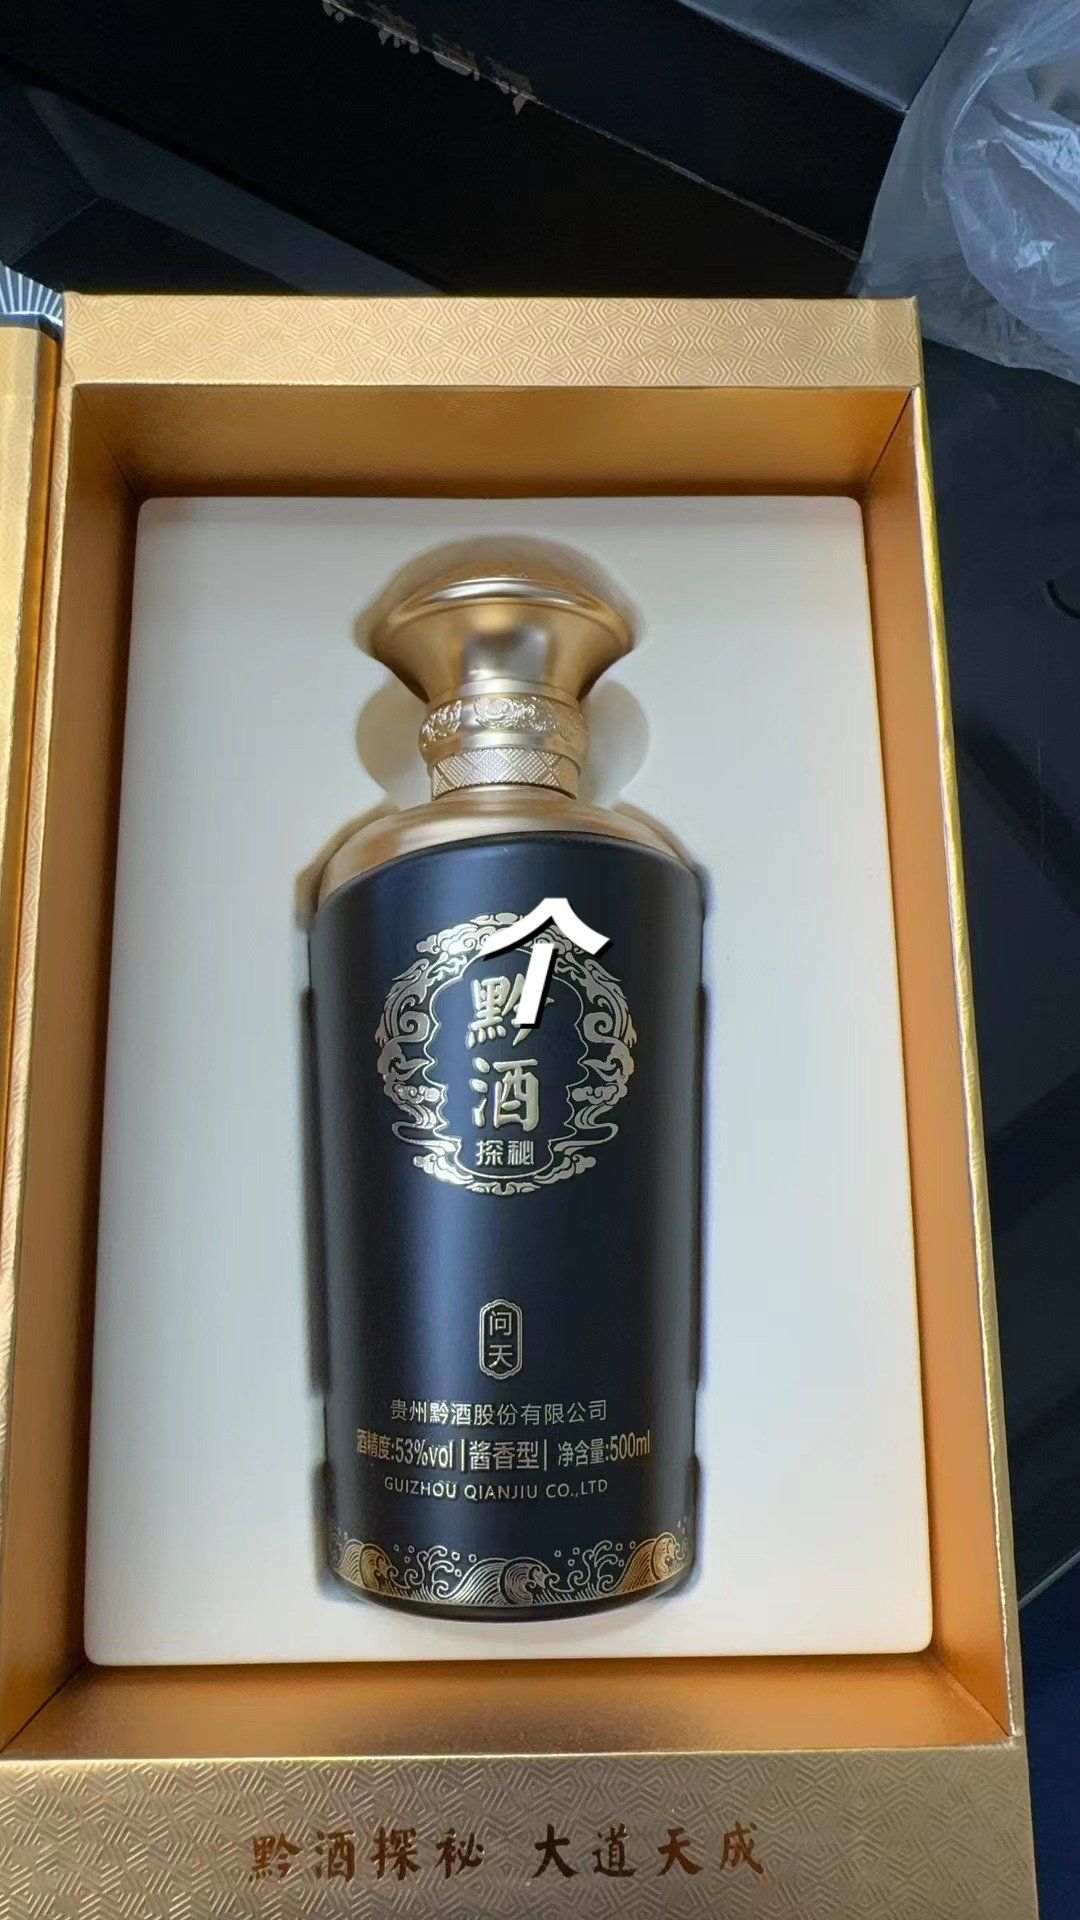 个
黔
酒
探秘
问
天
贵州黔酒股份有限公司
酒精度:53%vol | 酱香型 | 净含量:500ml
GUIZHOU QIANJIU CO.,LTD
黔酒探秘 大道天成